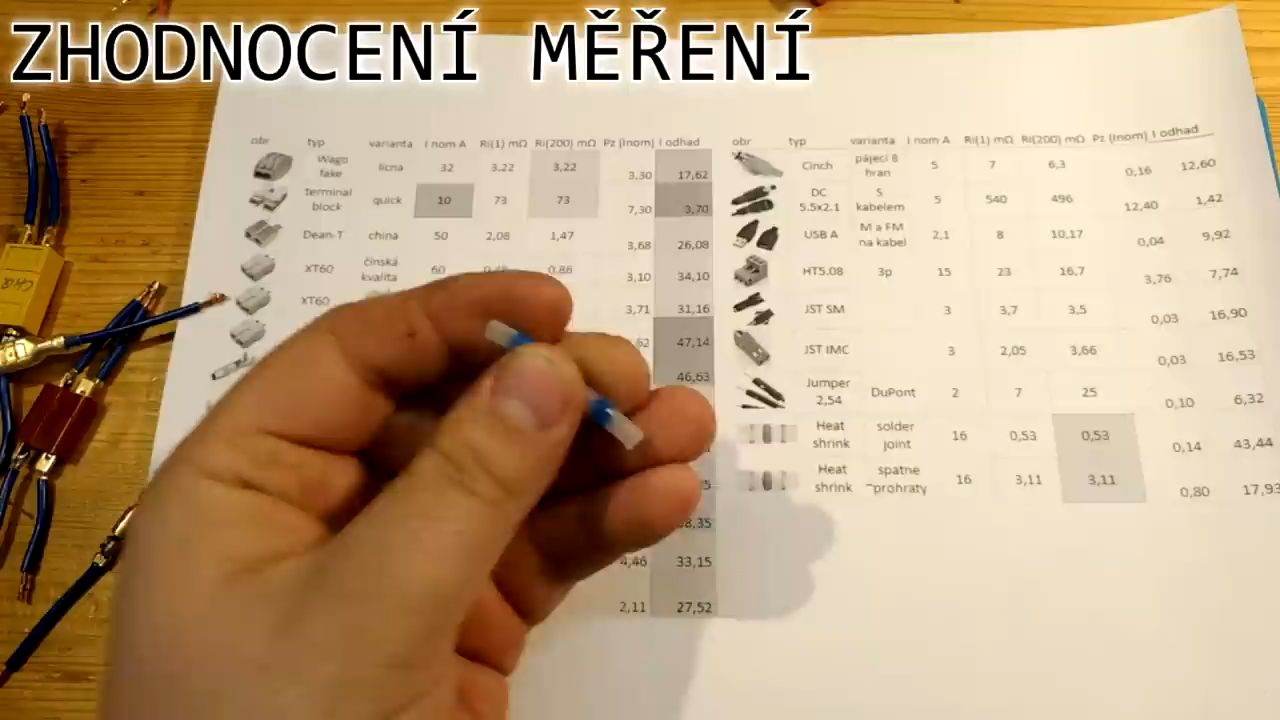 ZHODNOCENÍ MĚŘENÍ
obr typ varianta I nom A Ri(1) mΩ Ri(200) mΩ Pz (Inom) I odhad
Wago fake lícna 32 3,22 3,22 3,30 17,62
terminal block quick 10 73 73 7,30 3,70
Dean-T china 50 2,08 1,47 3,68 26,08
XT60 čínská kvalita 60 0,48 0,86 3,10 34,10
XT60 3,71 31,16
47,14
46,63
38,35
4,46 33,15
2,11 27,52
obr typ varianta I nom A Ri(1) mΩ Ri(200) mΩ Pz (Inom) I odhad
Cinch pájecí 8 hran 5 7 6,3 0,16 12,60
DC 5.5x2.1 S kabelem 5 540 496 12,40 1,42
USB A M a FM na kabel 2,1 8 10,17 0,04 9,92
HT5.08 3p 15 23 16,7 3,76 7,74
JST SM 3 3,7 3,5 0,03 16,90
JST IMC 3 2,05 3,66 0,03 16,53
Jumper 2,54 DuPont 2 7 25 0,10 6,32
Heat shrink solder joint 16 0,53 0,53 0,14 43,44
Heat shrink spatne prohraty 16 3,11 3,11 0,80 17,93